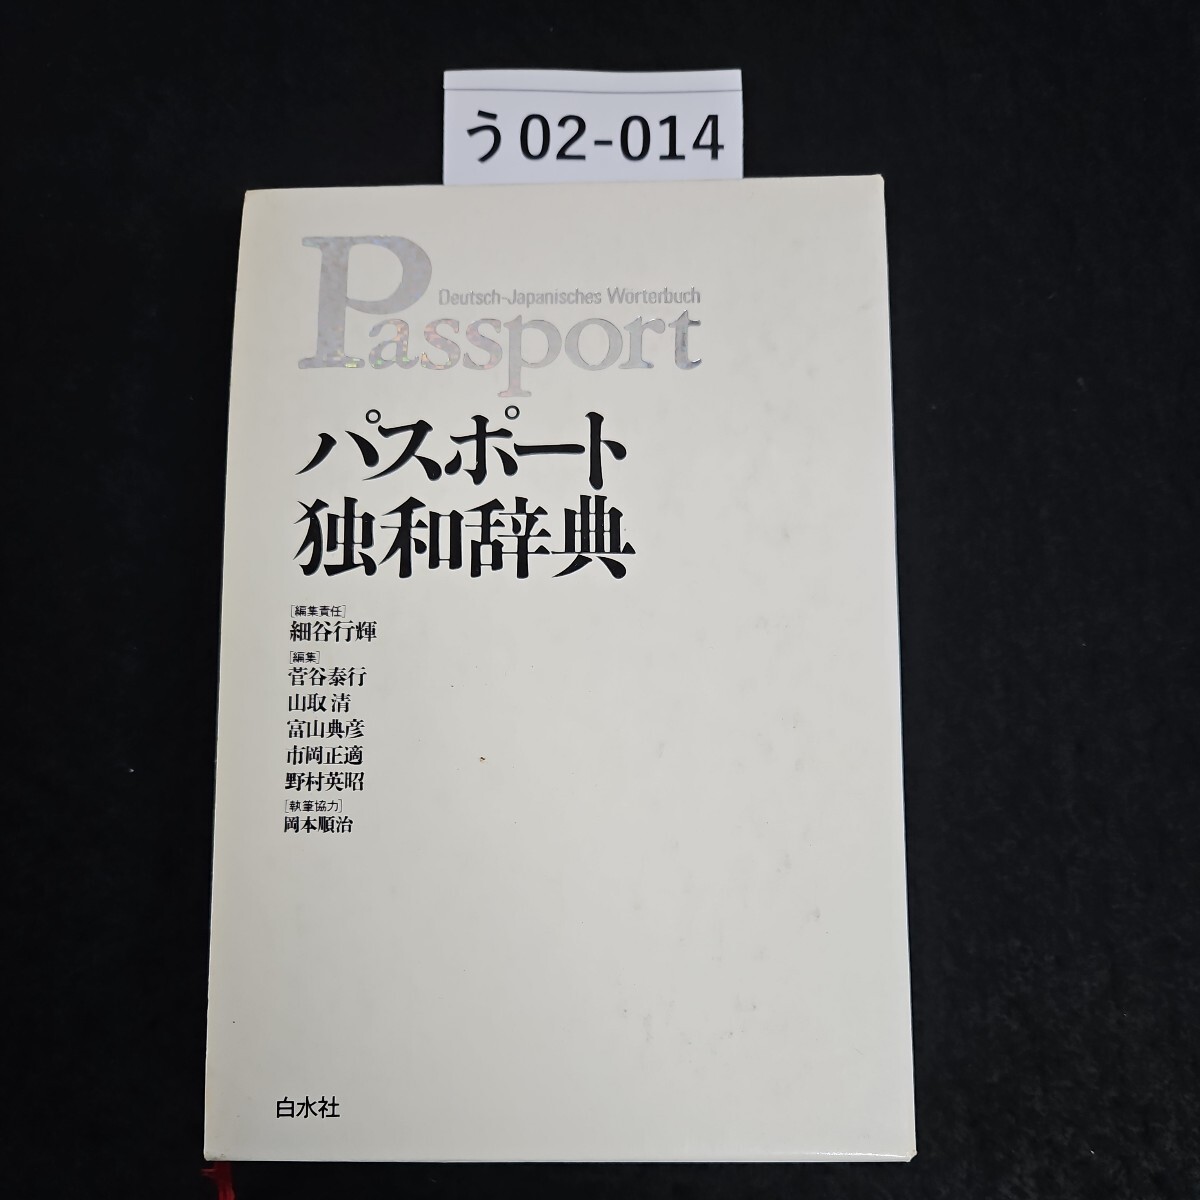 う02-014
Deutsch-Japanisches Wörterbuch
Passport
パスポート
独和辞典
[編集責任]
細谷行輝
[編集]
菅谷泰行
山取 清
富山典彦
市岡正適
野村英昭
[執筆協力]
岡本順治
白水社